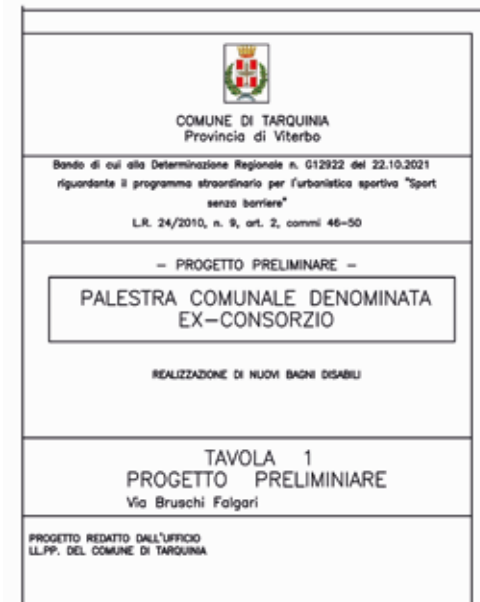 COMUNE DI TARQUINIA
Provincia di Viterbo
Bando di cui alla Determinazione Regionale n. G12922 del 22.10.2021
riguardante il programma straordinario per l'urbanistica sportiva "Sport
senza barriere"
L.R. 24/2010, n. 9, art. 2, commi 46-50
- PROGETTO PRELIMINARE -
PALESTRA COMUNALE DENOMINATA
EX-CONSORZIO
REALIZZAZIONE DI NUOVI BAGNI DISABILI
TAVOLA 1
PROGETTO PRELIMINIARE
Via Bruschi Falgari
PROGETTO REDATTO DALL'UFFICIO
LL.PP. DEL COMUNE DI TARQUINIA